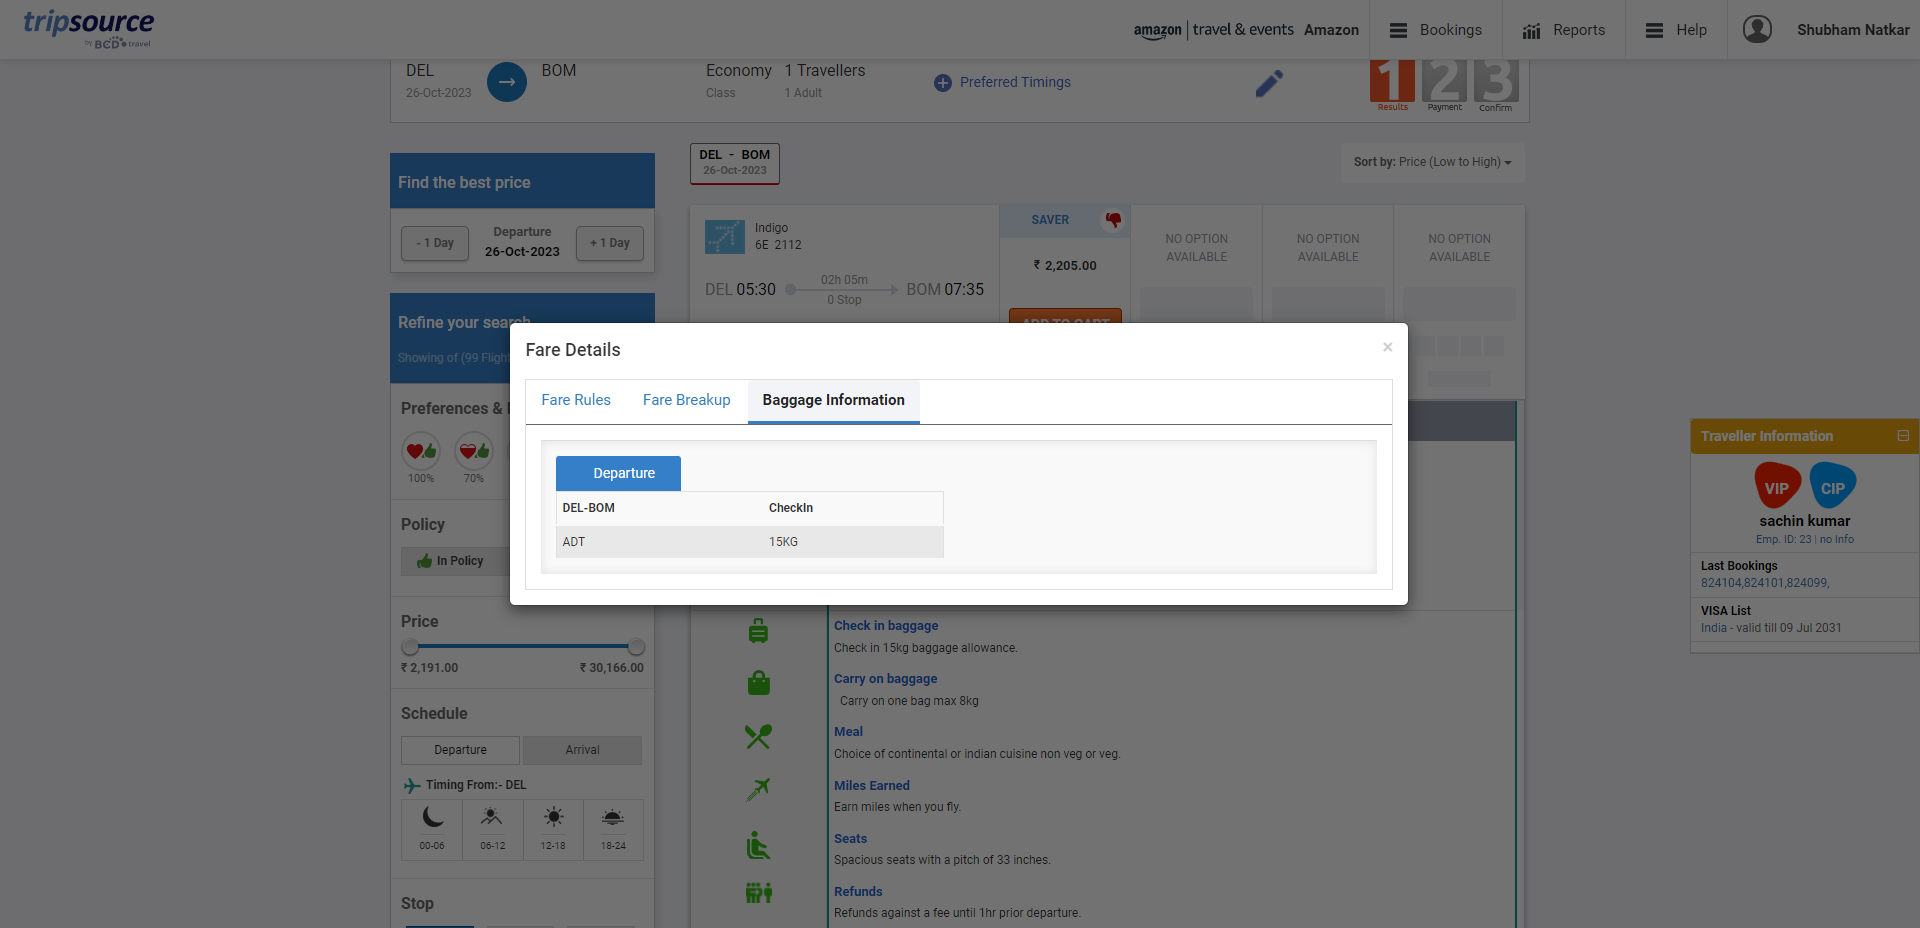 tripsource
by BCD travel
amazon | travel & events Amazon
Bookings
Reports
Help
Shubham Natkar
DEL
26-Oct-2023
BOM
Economy
Class
1 Travellers
1 Adult
Preferred Timings
1 2 3
Results Payment Confirm
Find the best price
- 1 Day
Departure
26-Oct-2023
+ 1 Day
DEL - BOM
26-Oct-2023
Sort by: Price (Low to High)
Indigo
6E 2112
DEL 05:30
02h 05m
0 Stop
BOM 07:35
SAVER
₹ 2,205.00
ADD TO CART
NO OPTION
AVAILABLE
NO OPTION
AVAILABLE
NO OPTION
AVAILABLE
Refine your search
Showing of (99 Flight
Preferences &
100%
70%
Policy
In Policy
Price
₹ 2,191.00
₹ 30,166.00
Schedule
Departure
Arrival
Timing From:- DEL
00-06
06-12
12-18
18-24
Stop
Fare Details
×
Fare Rules
Fare Breakup
Baggage Information
Departure
DEL-BOM CheckIn
ADT 15KG
Check in baggage
Check in 15kg baggage allowance.
Carry on baggage
Carry on one bag max 8kg
Meal
Choice of continental or indian cuisine non veg or veg.
Miles Earned
Earn miles when you fly.
Seats
Spacious seats with a pitch of 33 inches.
Refunds
Refunds against a fee until 1hr prior departure.
Traveller Information
VIP
CIP
sachin kumar
Emp. ID: 23 | no Info
Last Bookings
824104,824101,824099,
VISA List
India - valid till 09 Jul 2031